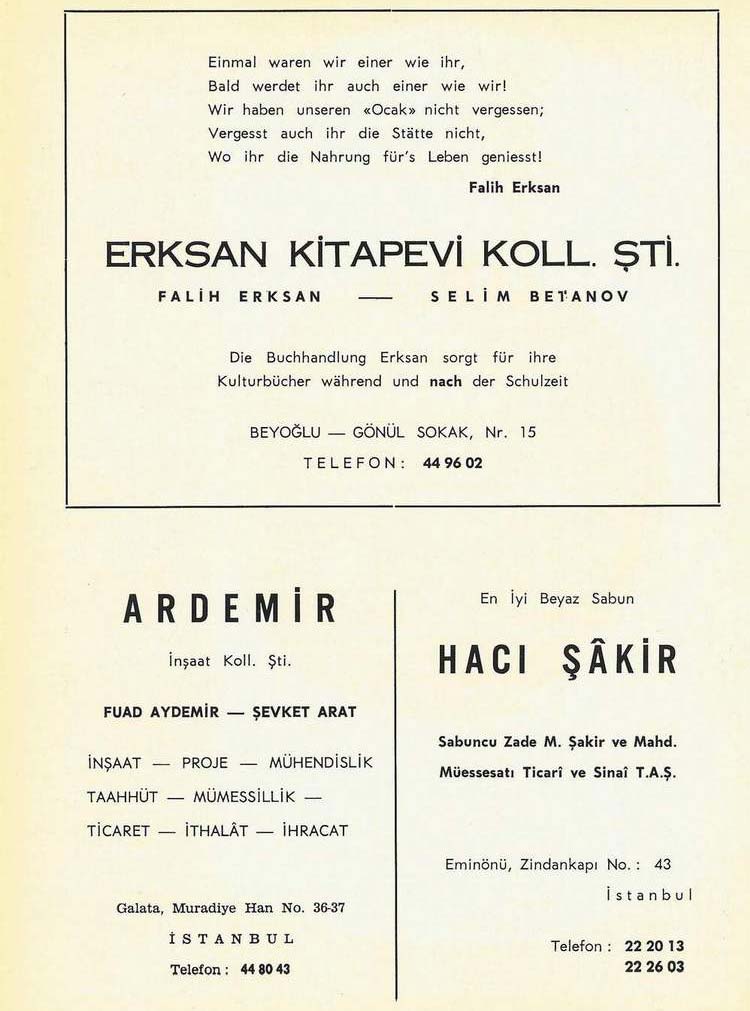 Einmal waren wir einer wie ihr,
Bald werdet ihr auch einer wie wir!
Wir haben unseren «Ocak» nicht vergessen;
Vergesst auch ihr die Stätte nicht,
Wo ihr die Nahrung für's Leben geniesst!
Falih Erksan
ERKSAN KİTAPEVİ KOLL. ŞTİ.
FALİH ERKSAN — SELİM BETANOV
Die Buchhandlung Erksan sorgt für ihre
Kulturbücher während und nach der Schulzeit
BEYOĞLU — GÖNÜL SOKAK, Nr. 15
TELEFON: 44 96 02
ARDEMİR
İnşaat Koll. Şti.
FUAD AYDEMİR — ŞEVKET ARAT
İNŞAAT — PROJE — MÜHENDİSLİK
TAAHHÜT — MÜMESSİLLİK —
TİCARET — İTHALÂT — İHRACAT
Galata, Muradiye Han No. 36-37
İSTANBUL
Telefon : 44 80 43
En İyi Beyaz Sabun
HACI ŞÂKİR
Sabuncu Zade M. Şakir ve Mahd.
Müessesatı Ticarî ve Sinaî T.A.Ş.
Eminönü, Zindankapı No. : 43
İstanbul
Telefon : 22 20 13
22 26 03